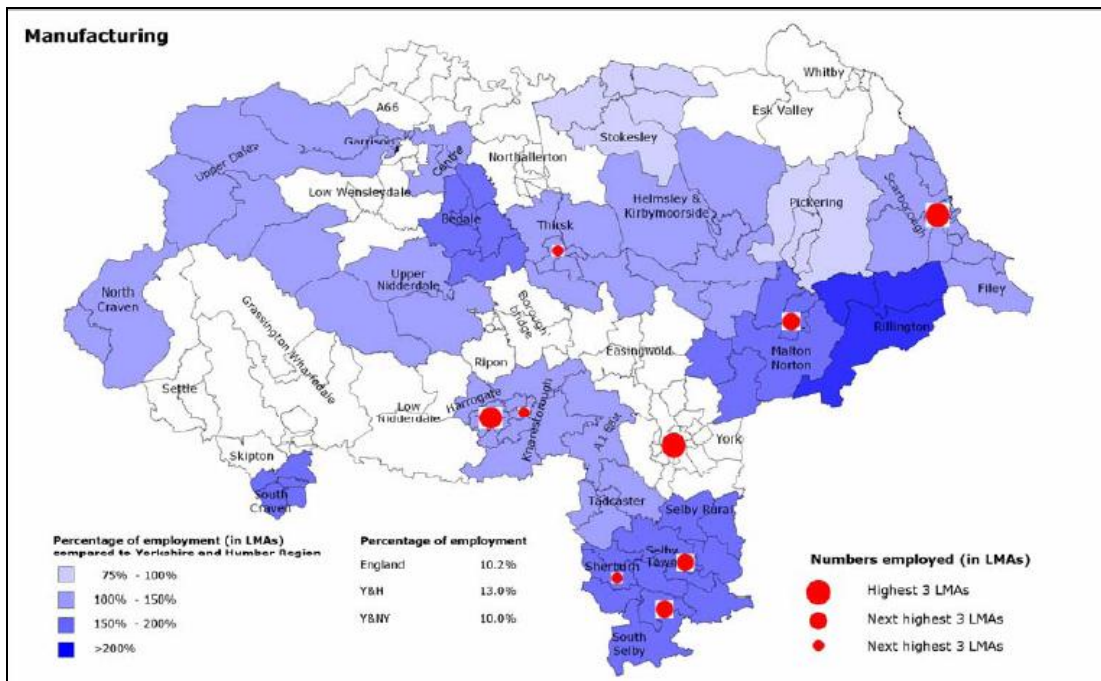 Manufacturing
Whitby
A66
Esk Valley
Stokesley
Garrison
Northallerton
Centre
Upper Dales
Low Wensleydale
Scarborough
Helmsley &
Kirbymoorside
Pickering
Bedale
Thirsk
Upper
Nidderdale
North
Craven
Filey
Borough
bridge
Grassington Wharfedale
Rillington
Easingwold
Malton
Norton
Ripon
Settle
Harrogate
Low
Nidderdale
Knaresborough
A1 East
York
Skipton
South
Craven
Tadcaster
Selby Rural
Selby
Town
Sherburn
South
Selby
Percentage of employment (in LMAs)
compared to Yorkshire and Humber Region
75% - 100%
100% - 150%
150% - 200%
>200%
Percentage of employment
England 10.2%
Y&H 13.0%
Y&NY 10.0%
Numbers employed (in LMAs)
Highest 3 LMAs
Next highest 3 LMAs
Next highest 3 LMAs